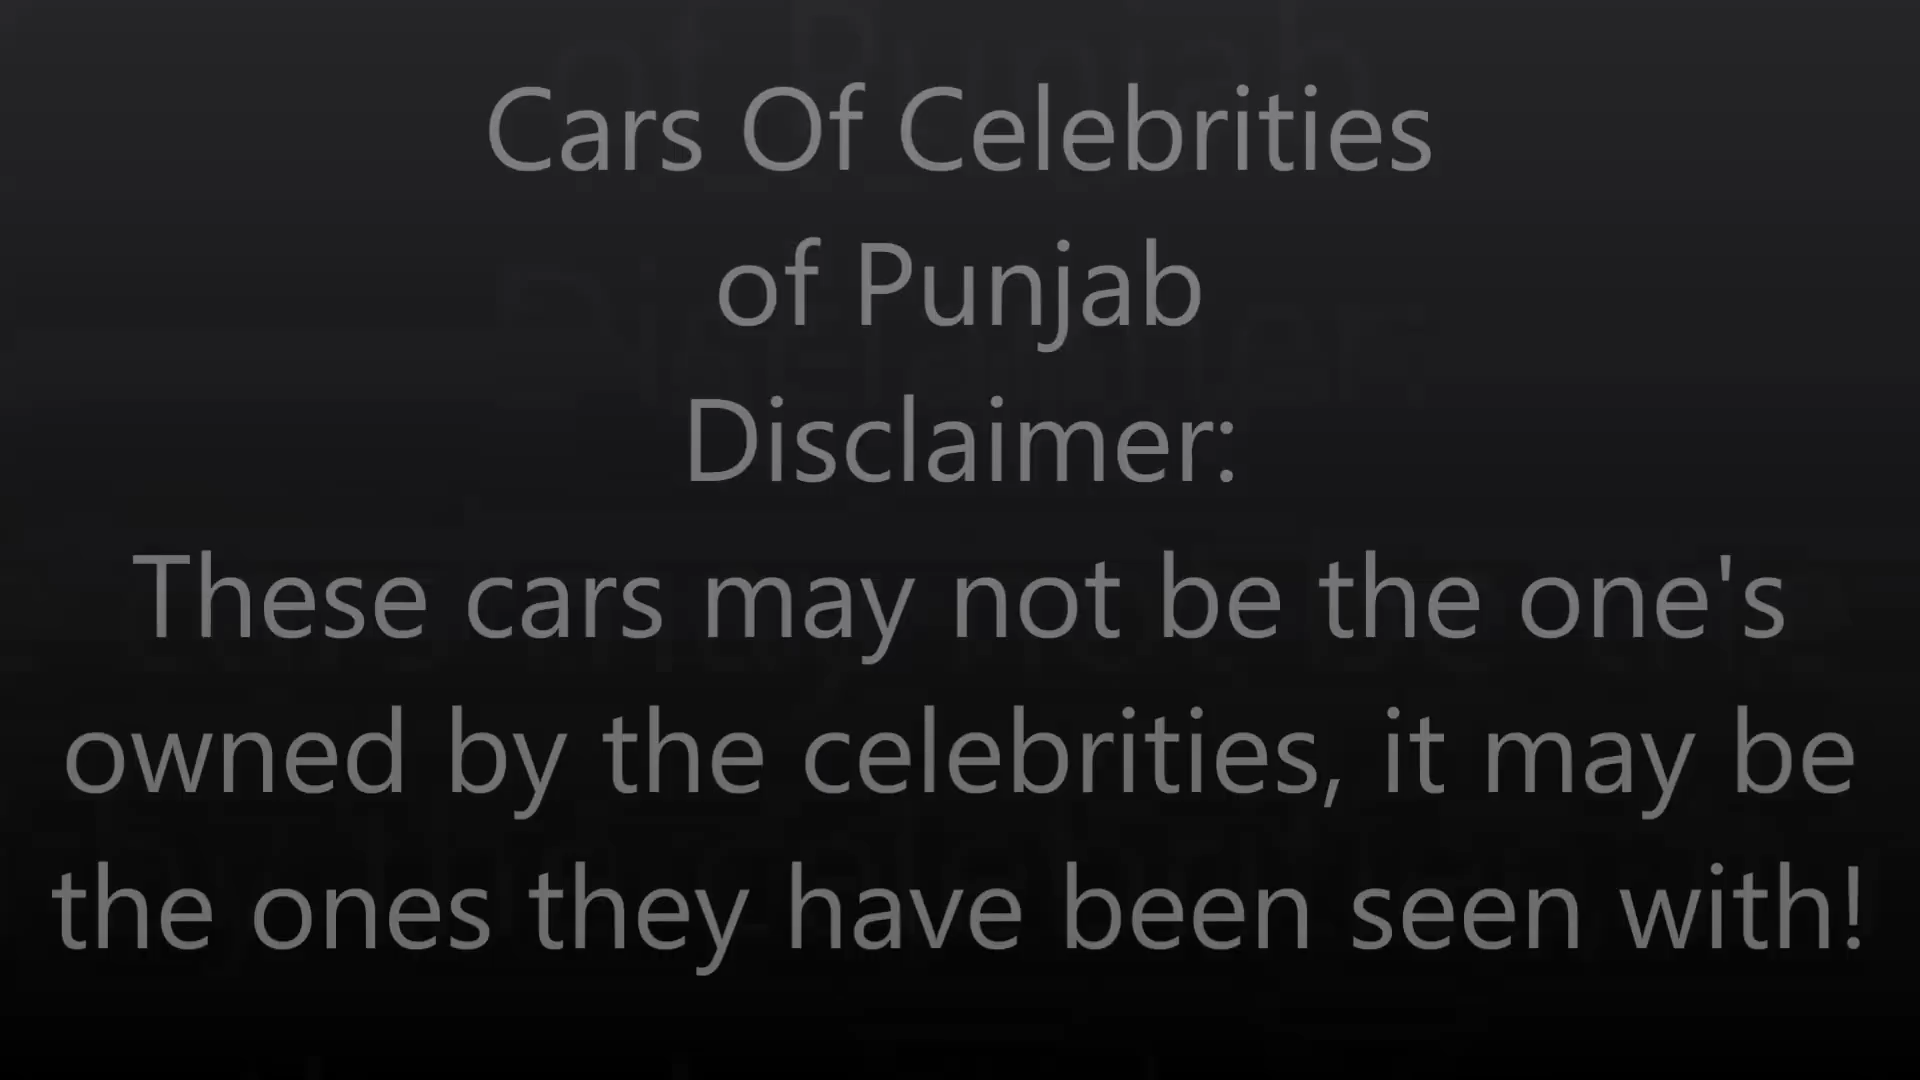 Cars Of Celebrities
of Punjab
Disclaimer:
These cars may not be the one's
owned by the celebrities, it may be
the ones they have been seen with!